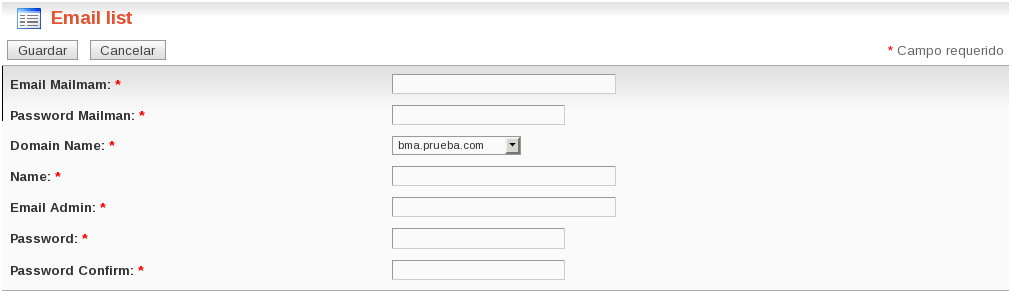 Email list
Guardar Cancelar * Campo requerido
Email Mailmam: *
Password Mailman: *
Domain Name: * bma.prueba.com
Name: *
Email Admin: *
Password: *
Password Confirm: *